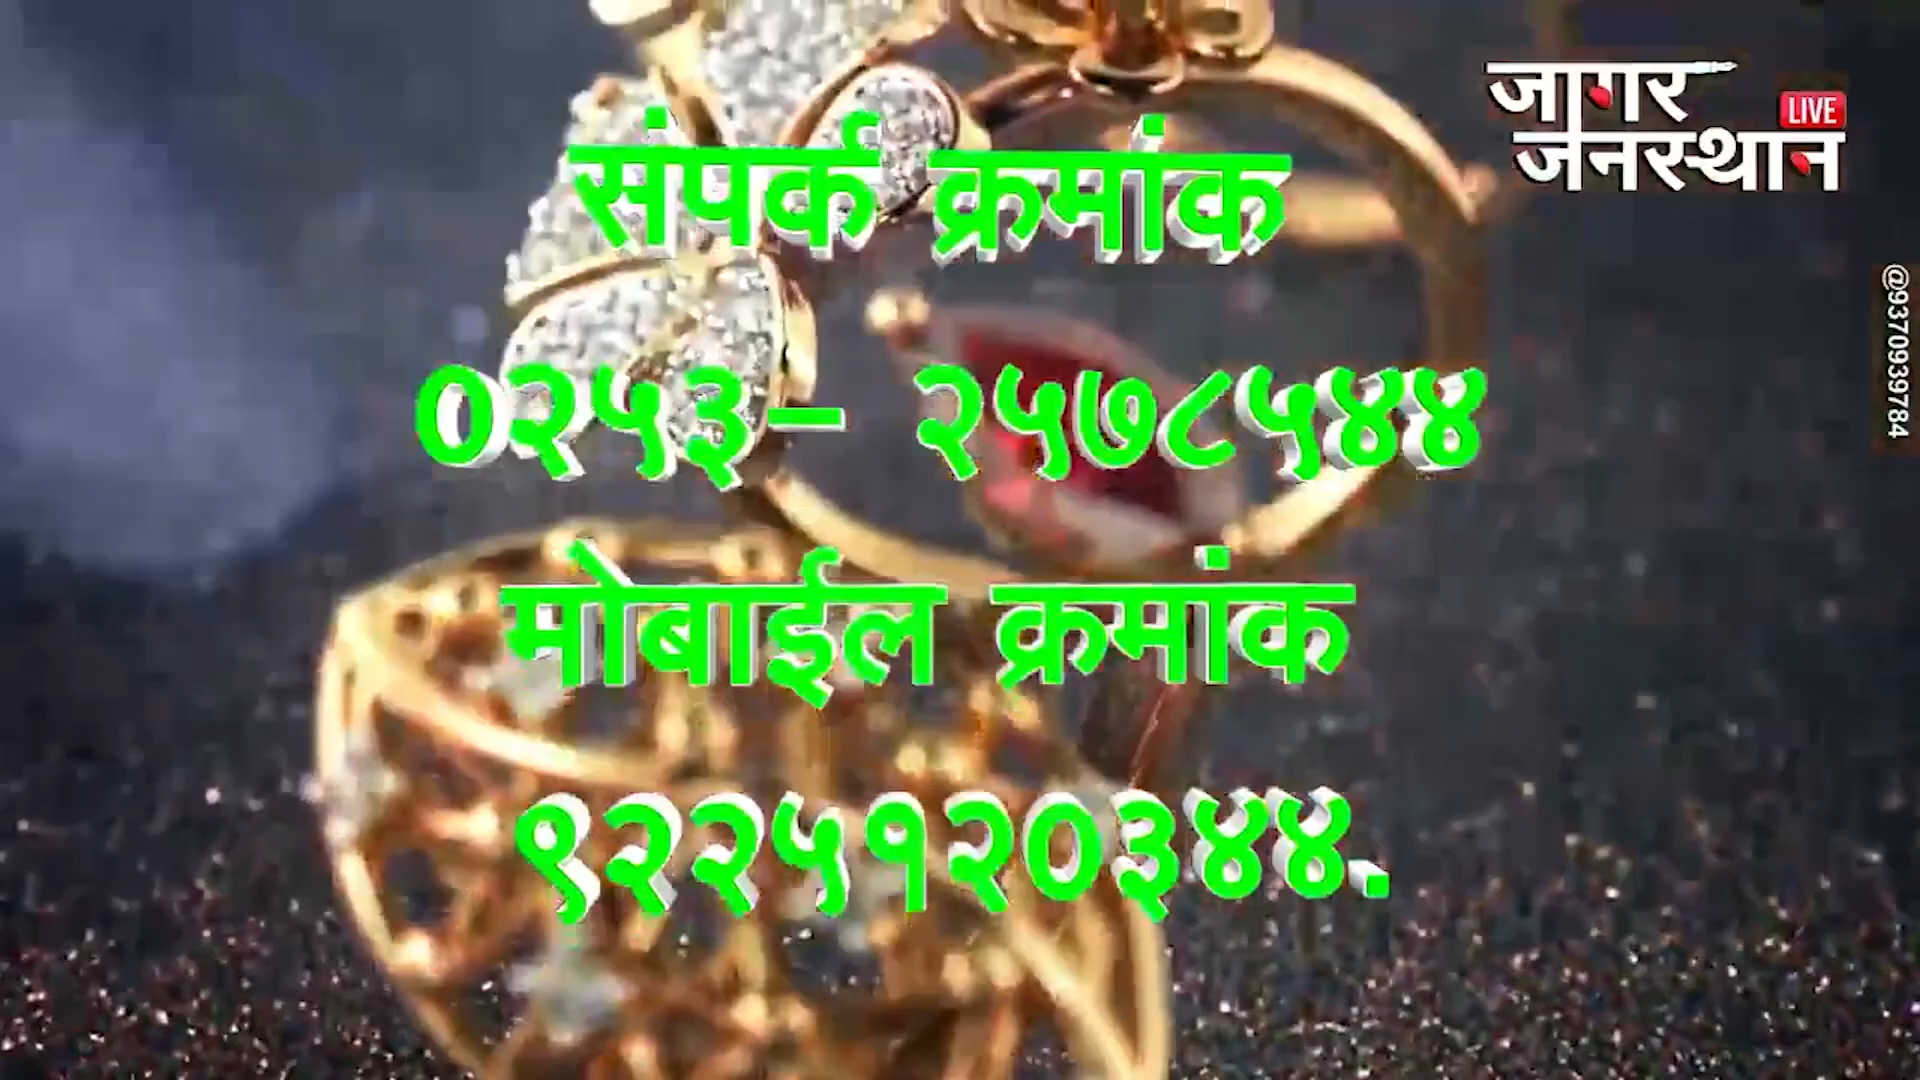 जागर
LIVE
जनस्थान
संपर्क क्रमांक
०२५३- २५७८५४४
मोबाईल क्रमांक
९२२५१२०३४४.
@9370939784